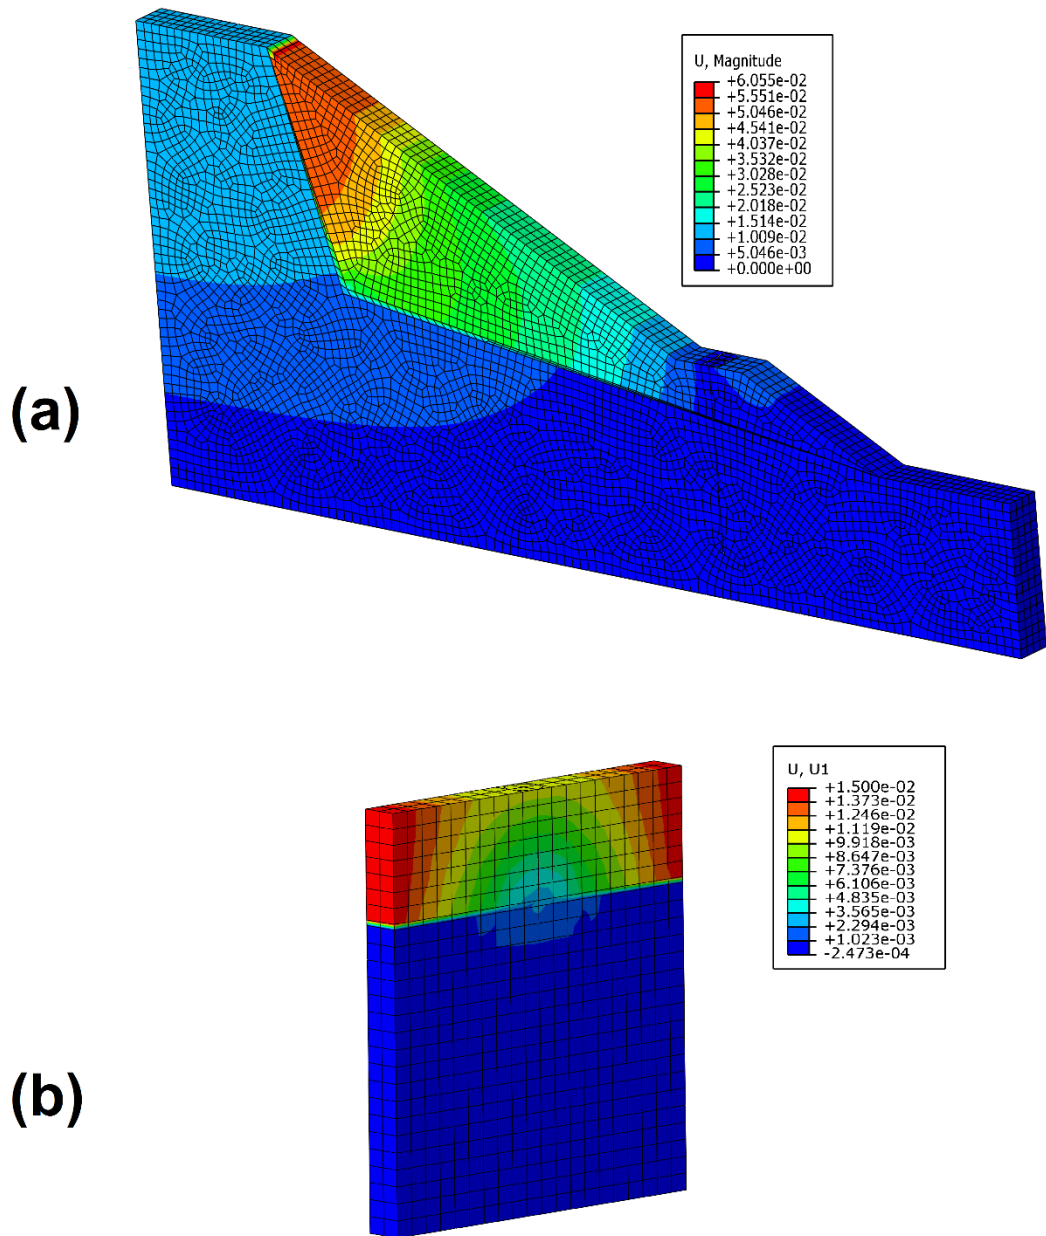 U, Magnitude
+6.055e-02
+5.551e-02
+5.046e-02
+4.541e-02
+4.037e-02
+3.532e-02
+3.028e-02
+2.523e-02
+2.018e-02
+1.514e-02
+1.009e-02
+5.046e-03
+0.000e+00
(a)
U, U1
+1.500e-02
+1.373e-02
+1.246e-02
+1.119e-02
+9.918e-03
+8.647e-03
+7.376e-03
+6.106e-03
+4.835e-03
+3.565e-03
+2.294e-03
+1.023e-03
-2.473e-04
(b)